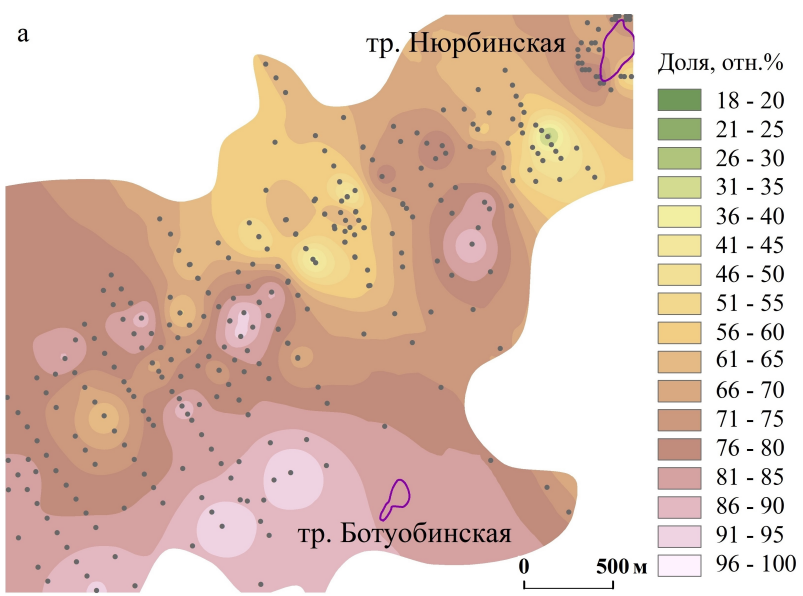 а
тр. Нюрбинская
Доля, отн.%
18 - 20
21 - 25
26 - 30
31 - 35
36 - 40
41 - 45
46 - 50
51 - 55
56 - 60
61 - 65
66 - 70
71 - 75
76 - 80
81 - 85
86 - 90
91 - 95
96 - 100
тр. Ботуобинская
0 500 м